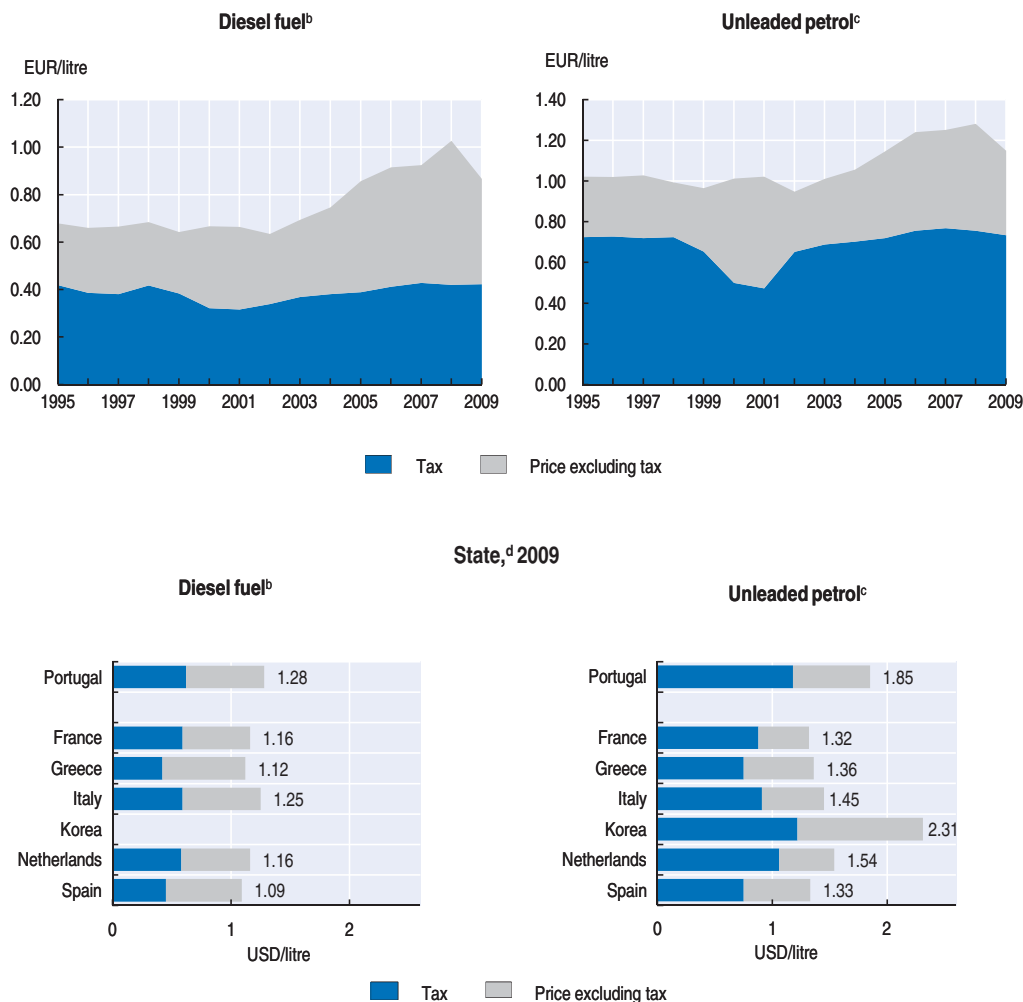 Diesel fuelᵇ
EUR/litre
1.20
1.00
0.80
0.60
0.40
0.20
0.00
1995 1997 1999 2001 2003 2005 2007 2009
Unleaded petrolᶜ
EUR/litre
1.40
1.20
1.00
0.80
0.60
0.40
0.20
0.00
1995 1997 1999 2001 2003 2005 2007 2009
Tax Price excluding tax
State,ᵈ 2009
Diesel fuelᵇ
Portugal 1.28
France 1.16
Greece 1.12
Italy 1.25
Korea
Netherlands 1.16
Spain 1.09
0 1 2
USD/litre
Unleaded petrolᶜ
Portugal 1.85
France 1.32
Greece 1.36
Italy 1.45
Korea 2.31
Netherlands 1.54
Spain 1.33
0 1 2
USD/litre
Tax Price excluding tax